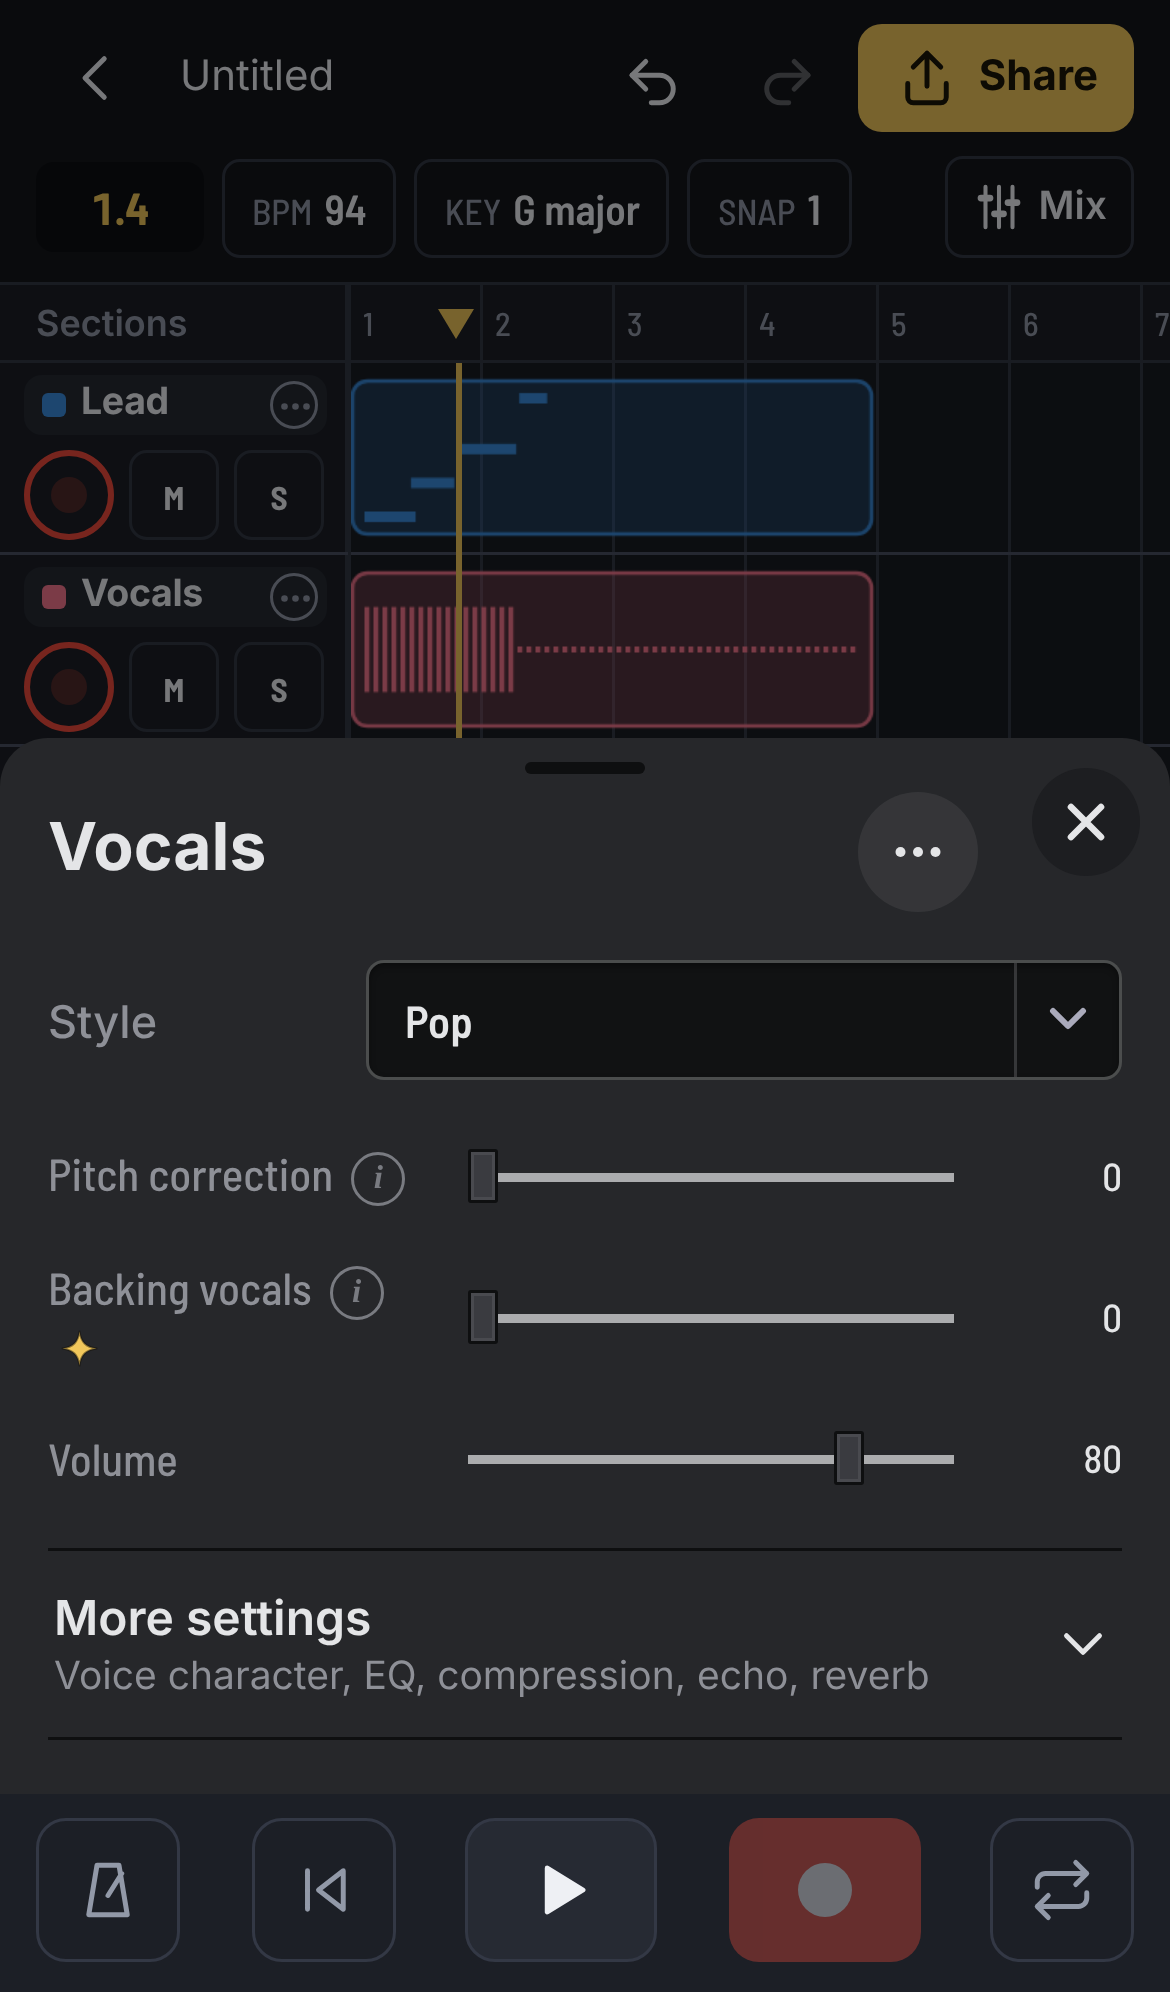 Untitled
Share
1.4
BPM 94
KEY G major
SNAP 1
Mix
Sections
1 2 3 4 5 6 7
Lead
M S
Vocals
M S
Vocals
Style
Pop
Pitch correction i 0
Backing vocals i 0
Volume 80
More settings
Voice character, EQ, compression, echo, reverb